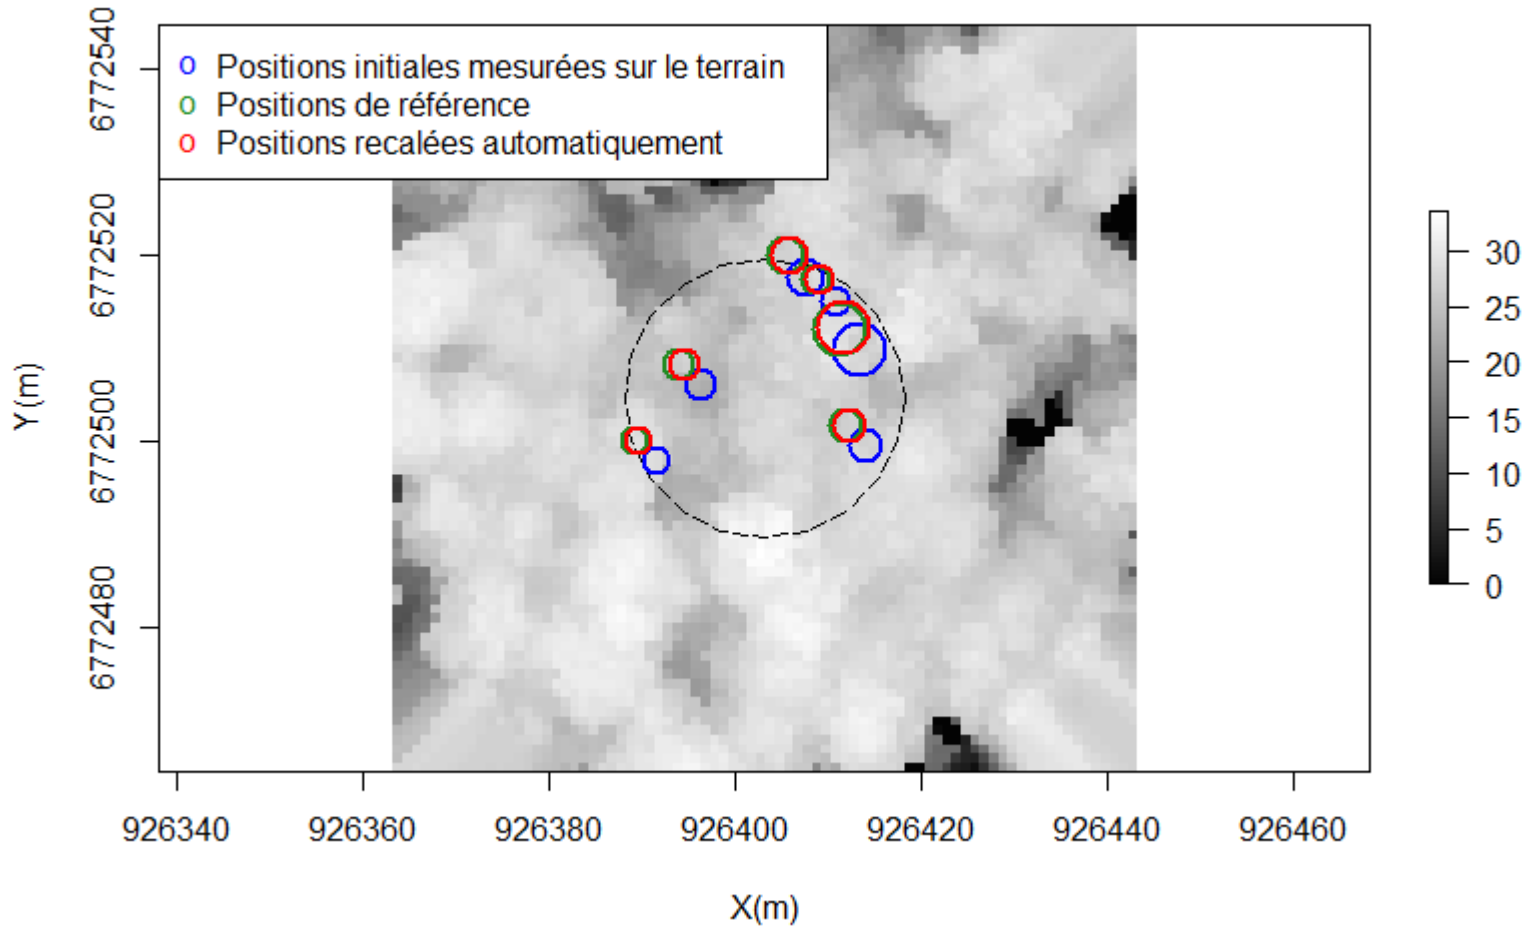 o Positions initiales mesurées sur le terrain
o Positions de référence
o Positions recalées automatiquement
6772540
6772520
6772500
6772480
Y(m)
30
25
20
15
10
5
0
926340 926360 926380 926400 926420 926440 926460
X(m)